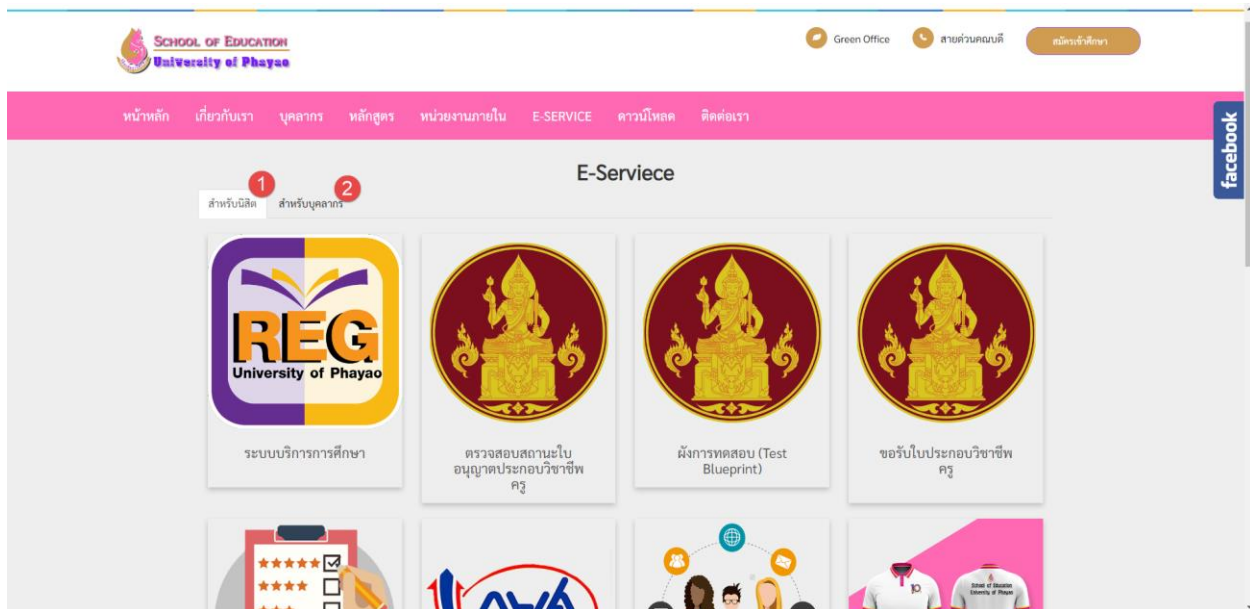 SCHOOL OF EDUCATION
University of Phayao
Green Office
สายด่วนคณบดี
สมัครเข้าศึกษา
หน้าหลัก เกี่ยวกับเรา บุคลากร หลักสูตร หน่วยงานภายใน E-SERVICE ดาวน์โหลด ติดต่อเรา
facebook
E-Serviece
1 2
สำหรับนิสิต สำหรับบุคลากร
REG
University of Phayao
ระบบบริการการศึกษา
ตรวจสอบสถานะใบ
อนุญาตประกอบวิชาชีพ
ครู
ผังการทดสอบ (Test
Blueprint)
ขอรับใบประกอบวิชาชีพ
ครู
School of Education
University of Phayao